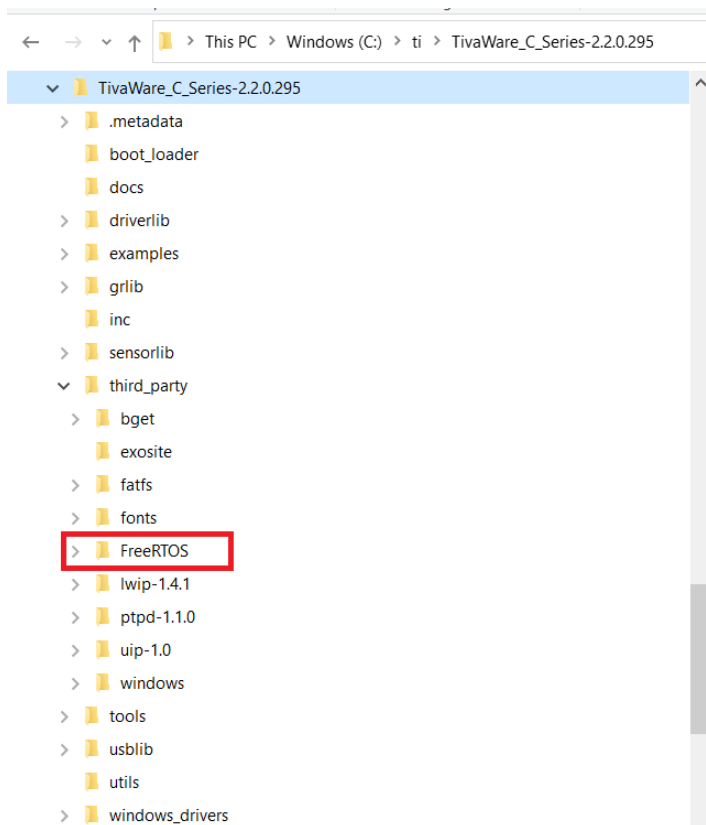 This PC > Windows (C:) > ti > TivaWare_C_Series-2.2.0.295
TivaWare_C_Series-2.2.0.295
.metadata
boot_loader
docs
driverlib
examples
grlib
inc
sensorlib
third_party
bget
exosite
fatfs
fonts
FreeRTOS
lwip-1.4.1
ptpd-1.1.0
uip-1.0
windows
tools
usblib
utils
windows_drivers